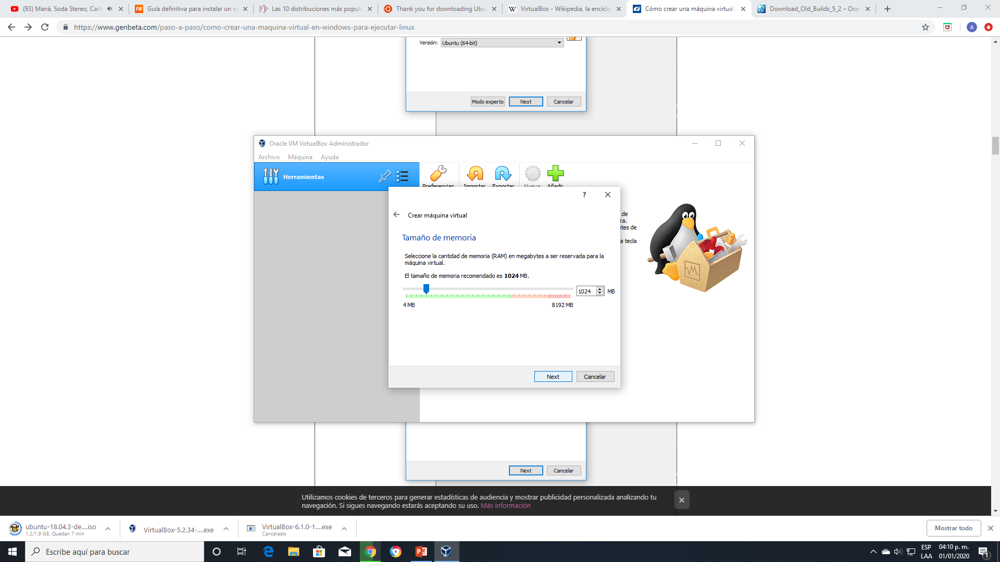 (93) Maná, Soda Stereo, Caifa
Guía definitiva para instalar un si
Las 10 distribuciones más popula
Thank you for downloading Ubu
VirtualBox - Wikipedia, la enciclo
Cómo crear una máquina virtual
Download_Old_Builds_5_2 – Orac
https://www.genbeta.com/paso-a-paso/como-crear-una-maquina-virtual-en-windows-para-ejecutar-linux
A
Versión: Ubuntu (64-bit)
Modo experto Next Cancelar
Oracle VM VirtualBox Administrador
Archivo Máquina Ayuda
Herramientas
Preferencias Importar Exportar Nueva Añadir
?
Crear máquina virtual
Tamaño de memoria
Seleccione la cantidad de memoria (RAM) en megabytes a ser reservada para la
máquina virtual.
El tamaño de memoria recomendado es 1024 MB.
1024 MB
4 MB 8192 MB
Next Cancelar
de
ra.
ntes de
a tecla
Next Cancelar
Utilizamos cookies de terceros para generar estadísticas de audiencia y mostrar publicidad personalizada analizando tu
navegación. Si sigues navegando estarás aceptando su uso. Más información
ubuntu-18.04.3-de....iso
1,2/1,9 GB, Quedan 7 min
VirtualBox-5.2.34-....exe
VirtualBox-6.1.0-1....exe
Cancelado
Mostrar todo
Escribe aquí para buscar
ESP
LAA
04:10 p. m.
01/01/2020
1